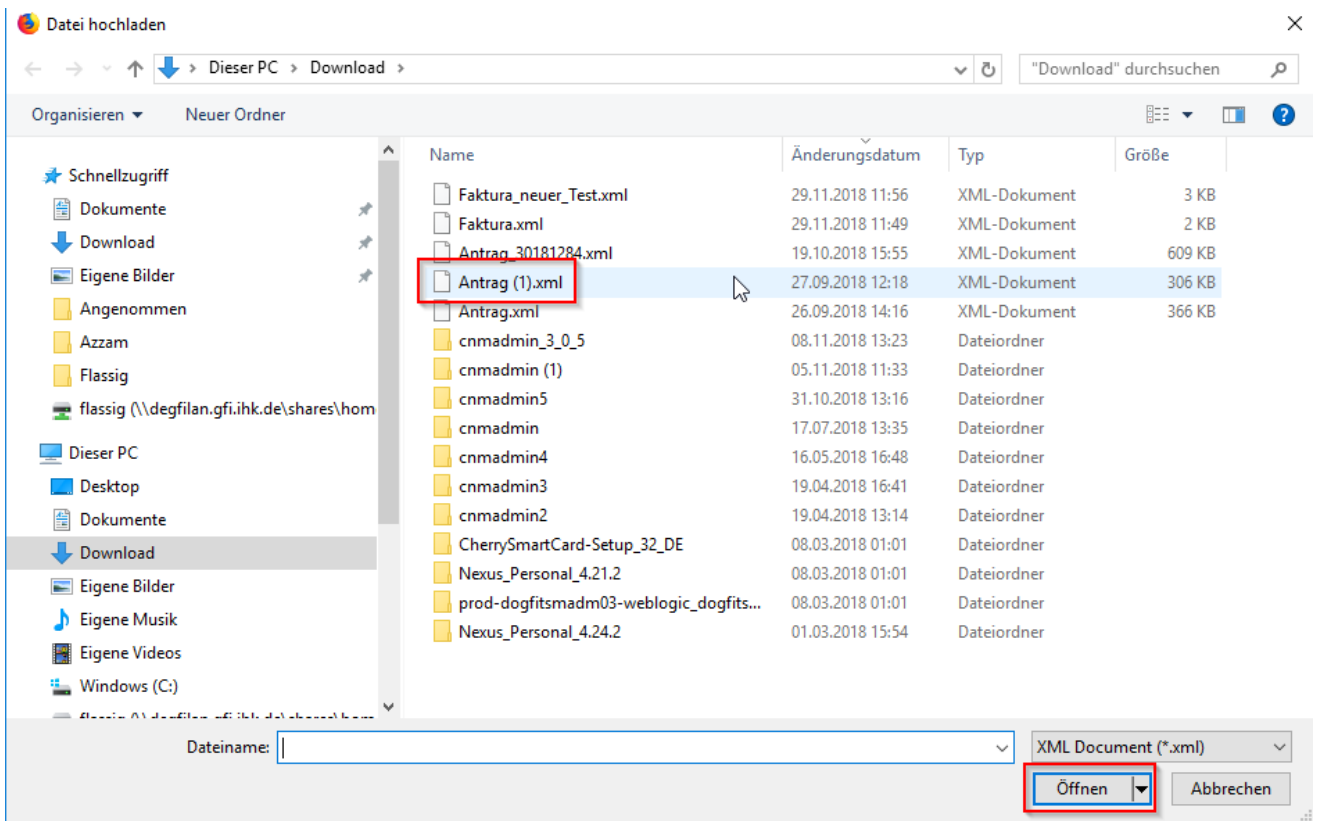 Datei hochladen
Dieser PC > Download >
"Download" durchsuchen
Organisieren Neuer Ordner
Schnellzugriff
Dokumente
Download
Eigene Bilder
Angenommen
Azzam
Flassig
flassig (\\degfilan.gfi.ihk.de\shares\hom
Dieser PC
Desktop
Dokumente
Download
Eigene Bilder
Eigene Musik
Eigene Videos
Windows (C:)
Name Änderungsdatum Typ Größe
Faktura_neuer_Test.xml 29.11.2018 11:56 XML-Dokument 3 KB
Faktura.xml 29.11.2018 11:49 XML-Dokument 2 KB
Antrag_30181284.xml 19.10.2018 15:55 XML-Dokument 609 KB
Antrag (1).xml 27.09.2018 12:18 XML-Dokument 306 KB
Antrag.xml 26.09.2018 14:16 XML-Dokument 366 KB
cnmadmin_3_0_5 08.11.2018 13:23 Dateiordner
cnmadmin (1) 05.11.2018 11:33 Dateiordner
cnmadmin5 31.10.2018 13:16 Dateiordner
cnmadmin 17.07.2018 13:35 Dateiordner
cnmadmin4 16.05.2018 16:48 Dateiordner
cnmadmin3 19.04.2018 16:41 Dateiordner
cnmadmin2 19.04.2018 13:14 Dateiordner
CherrySmartCard-Setup_32_DE 08.03.2018 01:01 Dateiordner
Nexus_Personal_4.21.2 08.03.2018 01:01 Dateiordner
prod-dogfitsmadm03-weblogic_dogfits... 08.03.2018 01:01 Dateiordner
Nexus_Personal_4.24.2 01.03.2018 15:54 Dateiordner
Dateiname: XML Document (*.xml)
Öffnen Abbrechen